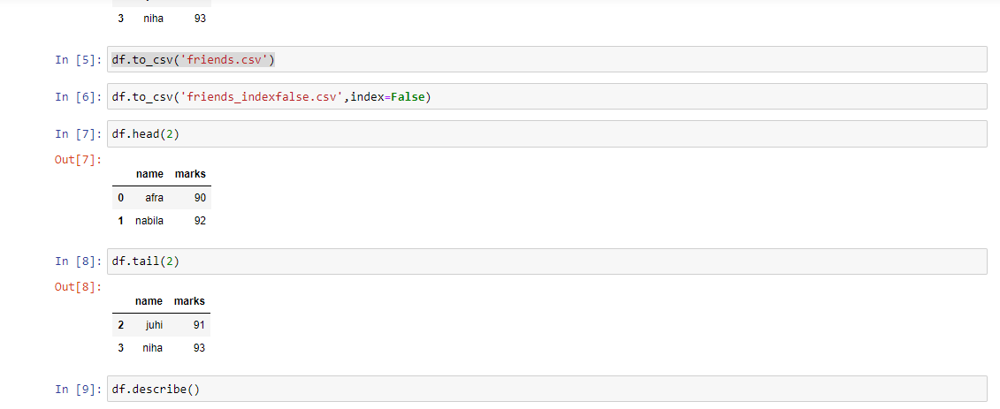 3 niha 93
In [5]: df.to_csv('friends.csv')
In [6]: df.to_csv('friends_indexfalse.csv',index=False)
In [7]: df.head(2)
Out[7]:
name marks
0 afra 90
1 nabila 92
In [8]: df.tail(2)
Out[8]:
name marks
2 juhi 91
3 niha 93
In [9]: df.describe()